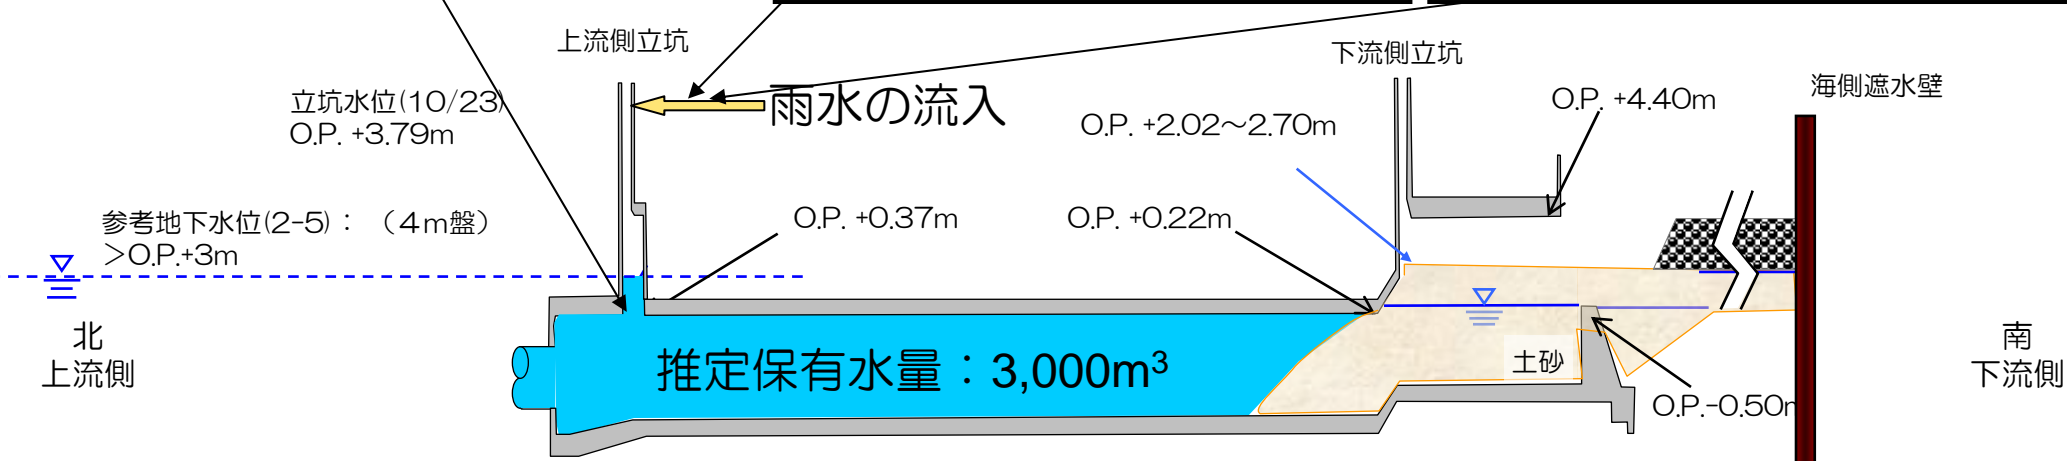 上流側立坑
下流側立坑
海側遮水壁
立坑水位(10/23)
O.P. +3.79m
雨水の流入
O.P. +4.40m
O.P. +2.02～2.70m
参考地下水位(2-5)： （4m盤）
>O.P.+3m
O.P. +0.37m
O.P. +0.22m
北
上流側
推定保有水量：3,000m³
土砂
O.P.-0.50m
南
下流側